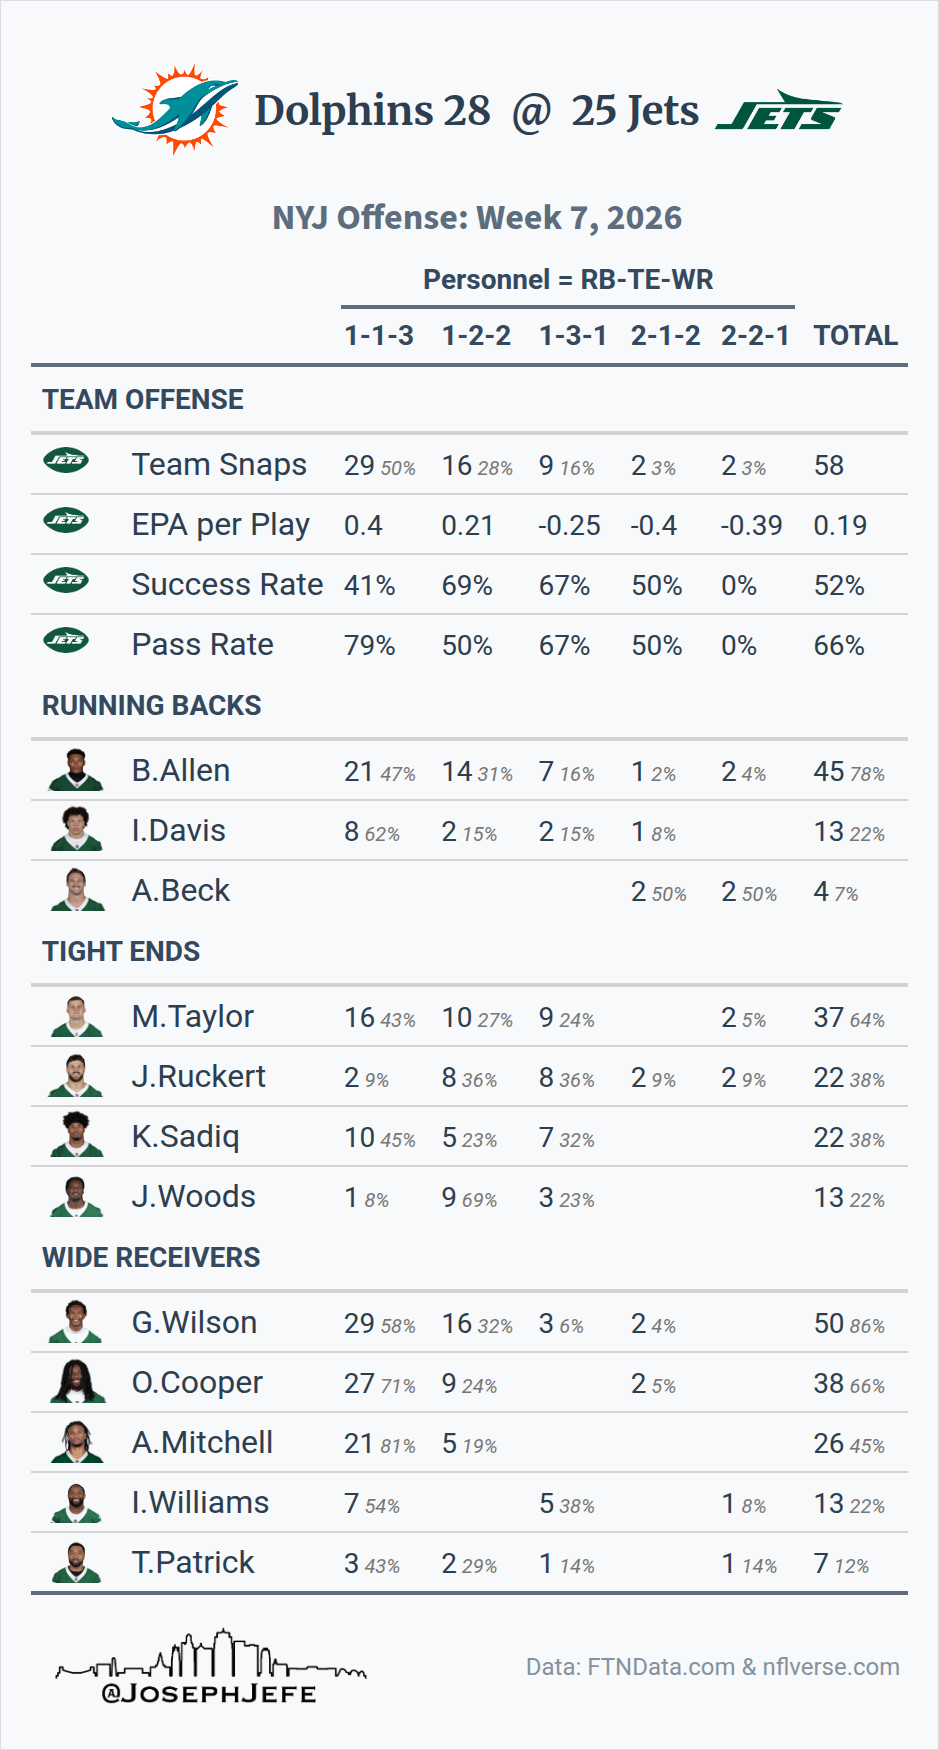 Dolphins 28 @ 25 Jets JETS
NYJ Offense: Week 7, 2026
Personnel = RB-TE-WR
1-1-3 1-2-2 1-3-1 2-1-2 2-2-1 TOTAL
TEAM OFFENSE
JETS Team Snaps 29 50% 16 28% 9 16% 2 3% 2 3% 58
JETS EPA per Play 0.4 0.21 -0.25 -0.4 -0.39 0.19
JETS Success Rate 41% 69% 67% 50% 0% 52%
JETS Pass Rate 79% 50% 67% 50% 0% 66%
RUNNING BACKS
B.Allen 21 47% 14 31% 7 16% 1 2% 2 4% 45 78%
I.Davis 8 62% 2 15% 2 15% 1 8% 13 22%
A.Beck 2 50% 2 50% 4 7%
TIGHT ENDS
M.Taylor 16 43% 10 27% 9 24% 2 5% 37 64%
J.Ruckert 2 9% 8 36% 8 36% 2 9% 2 9% 22 38%
K.Sadiq 10 45% 5 23% 7 32% 22 38%
J.Woods 1 8% 9 69% 3 23% 13 22%
WIDE RECEIVERS
G.Wilson 29 58% 16 32% 3 6% 2 4% 50 86%
O.Cooper 27 71% 9 24% 2 5% 38 66%
A.Mitchell 21 81% 5 19% 26 45%
I.Williams 7 54% 5 38% 1 8% 13 22%
T.Patrick 3 43% 2 29% 1 14% 1 14% 7 12%
@JOSEPHJEFE
Data: FTNData.com & nflverse.com